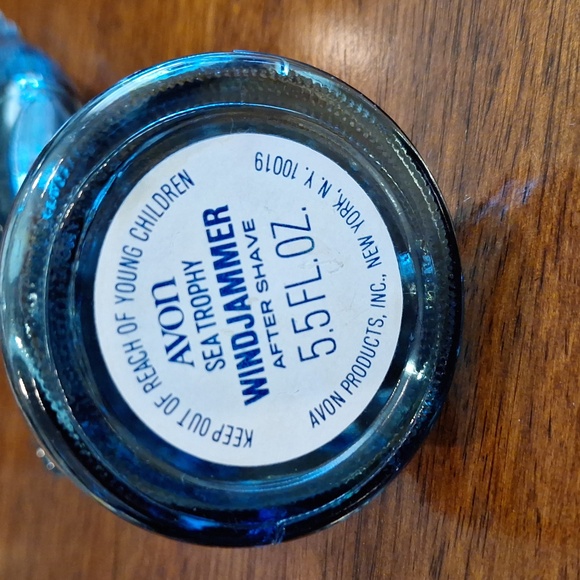 KEEP OUT OF REACH OF YOUNG CHILDREN
AVON
SEA TROPHY
WINDJAMMER
AFTER SHAVE
5.5 FL. OZ.
AVON PRODUCTS, INC., NEW YORK, N. Y. 10019